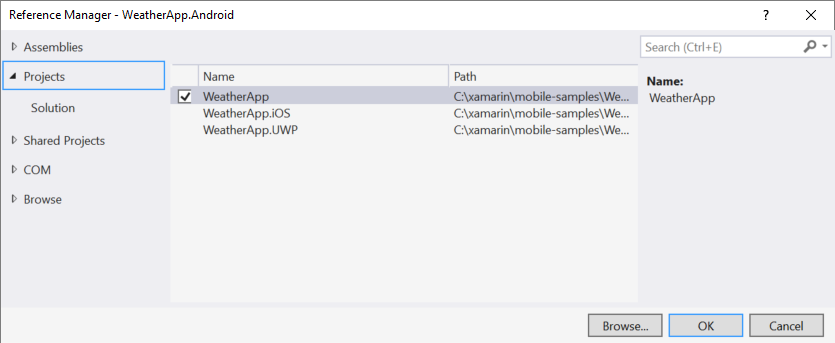 Reference Manager - WeatherApp.Android
? 
Assemblies
Projects
Solution
Shared Projects
COM
Browse
Name Path
WeatherApp C:\xamarin\mobile-samples\We...
WeatherApp.iOS C:\xamarin\mobile-samples\We...
WeatherApp.UWP C:\xamarin\mobile-samples\We...
Search (Ctrl+E)
Name:
WeatherApp
Browse... OK Cancel